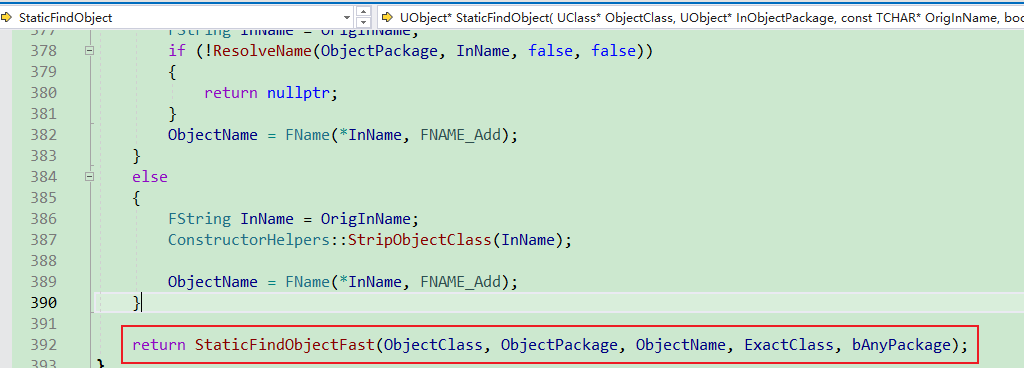 StaticFindObject
UObject* StaticFindObject( UClass* ObjectClass, UObject* InObjectPackage, const TCHAR* OrigInName, boo
377 FString InName = OrigInName;
378 if (!ResolveName(ObjectPackage, InName, false, false))
379 {
380 return nullptr;
381 }
382 ObjectName = FName(*InName, FNAME_Add);
383 }
384 else
385 {
386 FString InName = OrigInName;
387 ConstructorHelpers::StripObjectClass(InName);
388
389 ObjectName = FName(*InName, FNAME_Add);
390 }
391
392 return StaticFindObjectFast(ObjectClass, ObjectPackage, ObjectName, ExactClass, bAnyPackage);
393 }